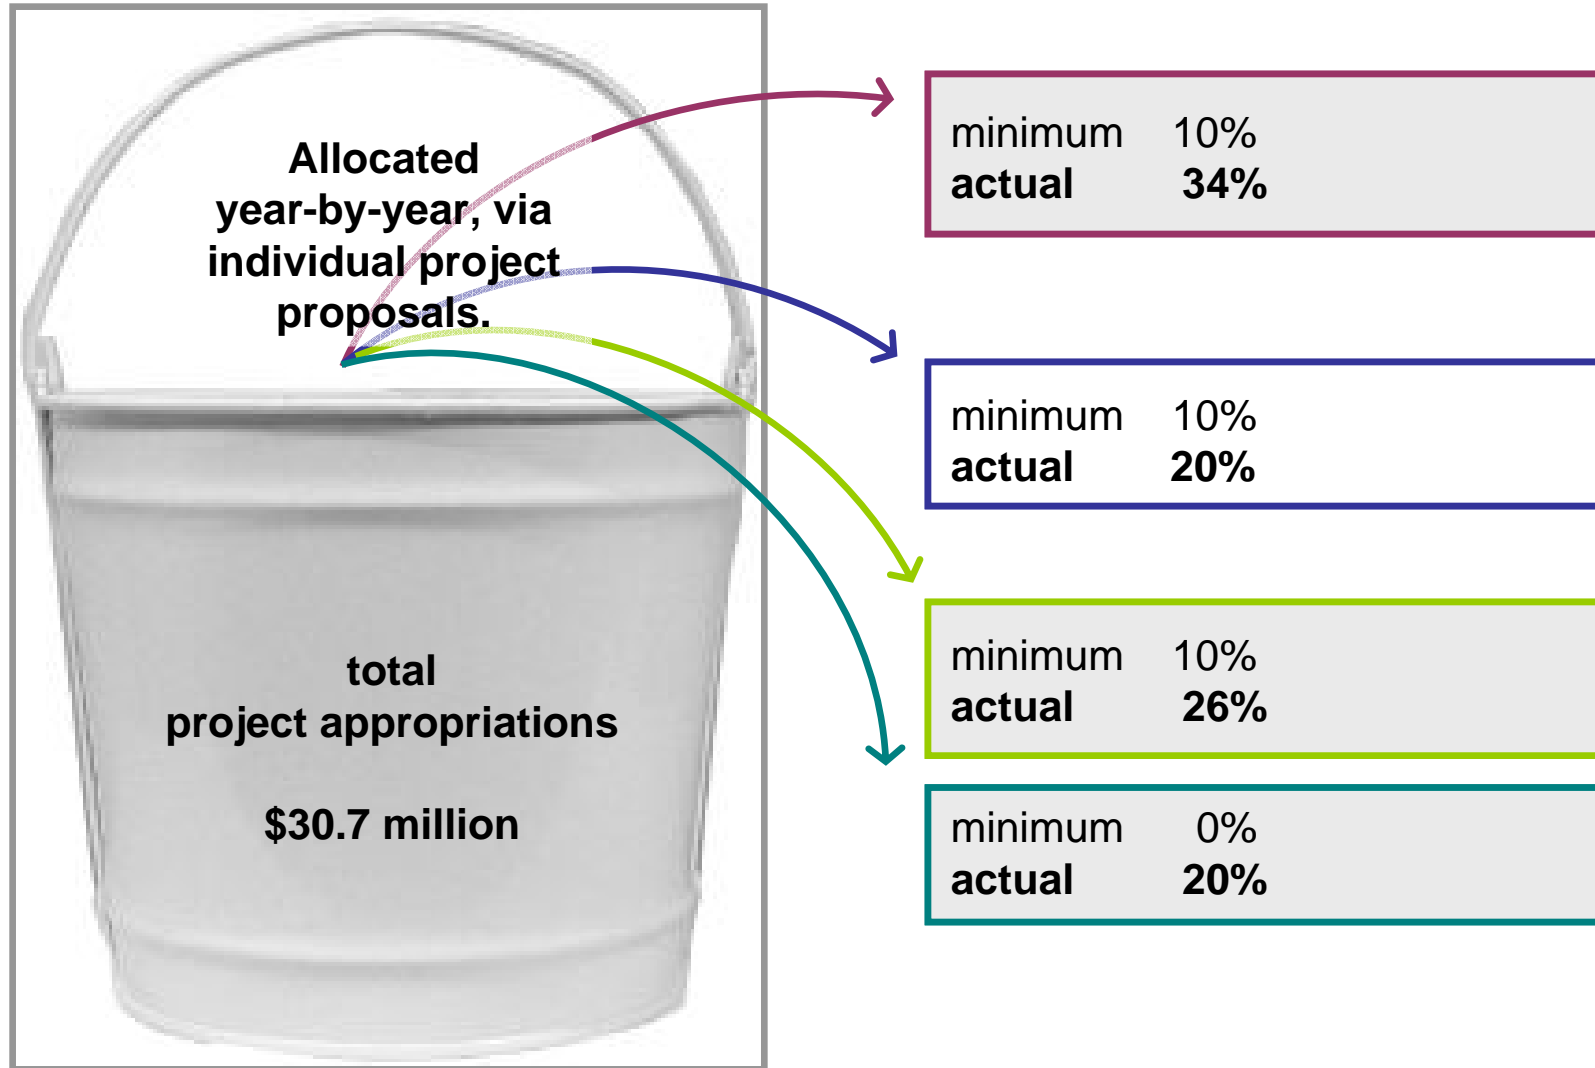 Allocated
year-by-year, via
individual project
proposals.
total
project appropriations
$30.7 million
minimum 10%
actual 34%
minimum 10%
actual 20%
minimum 10%
actual 26%
minimum 0%
actual 20%